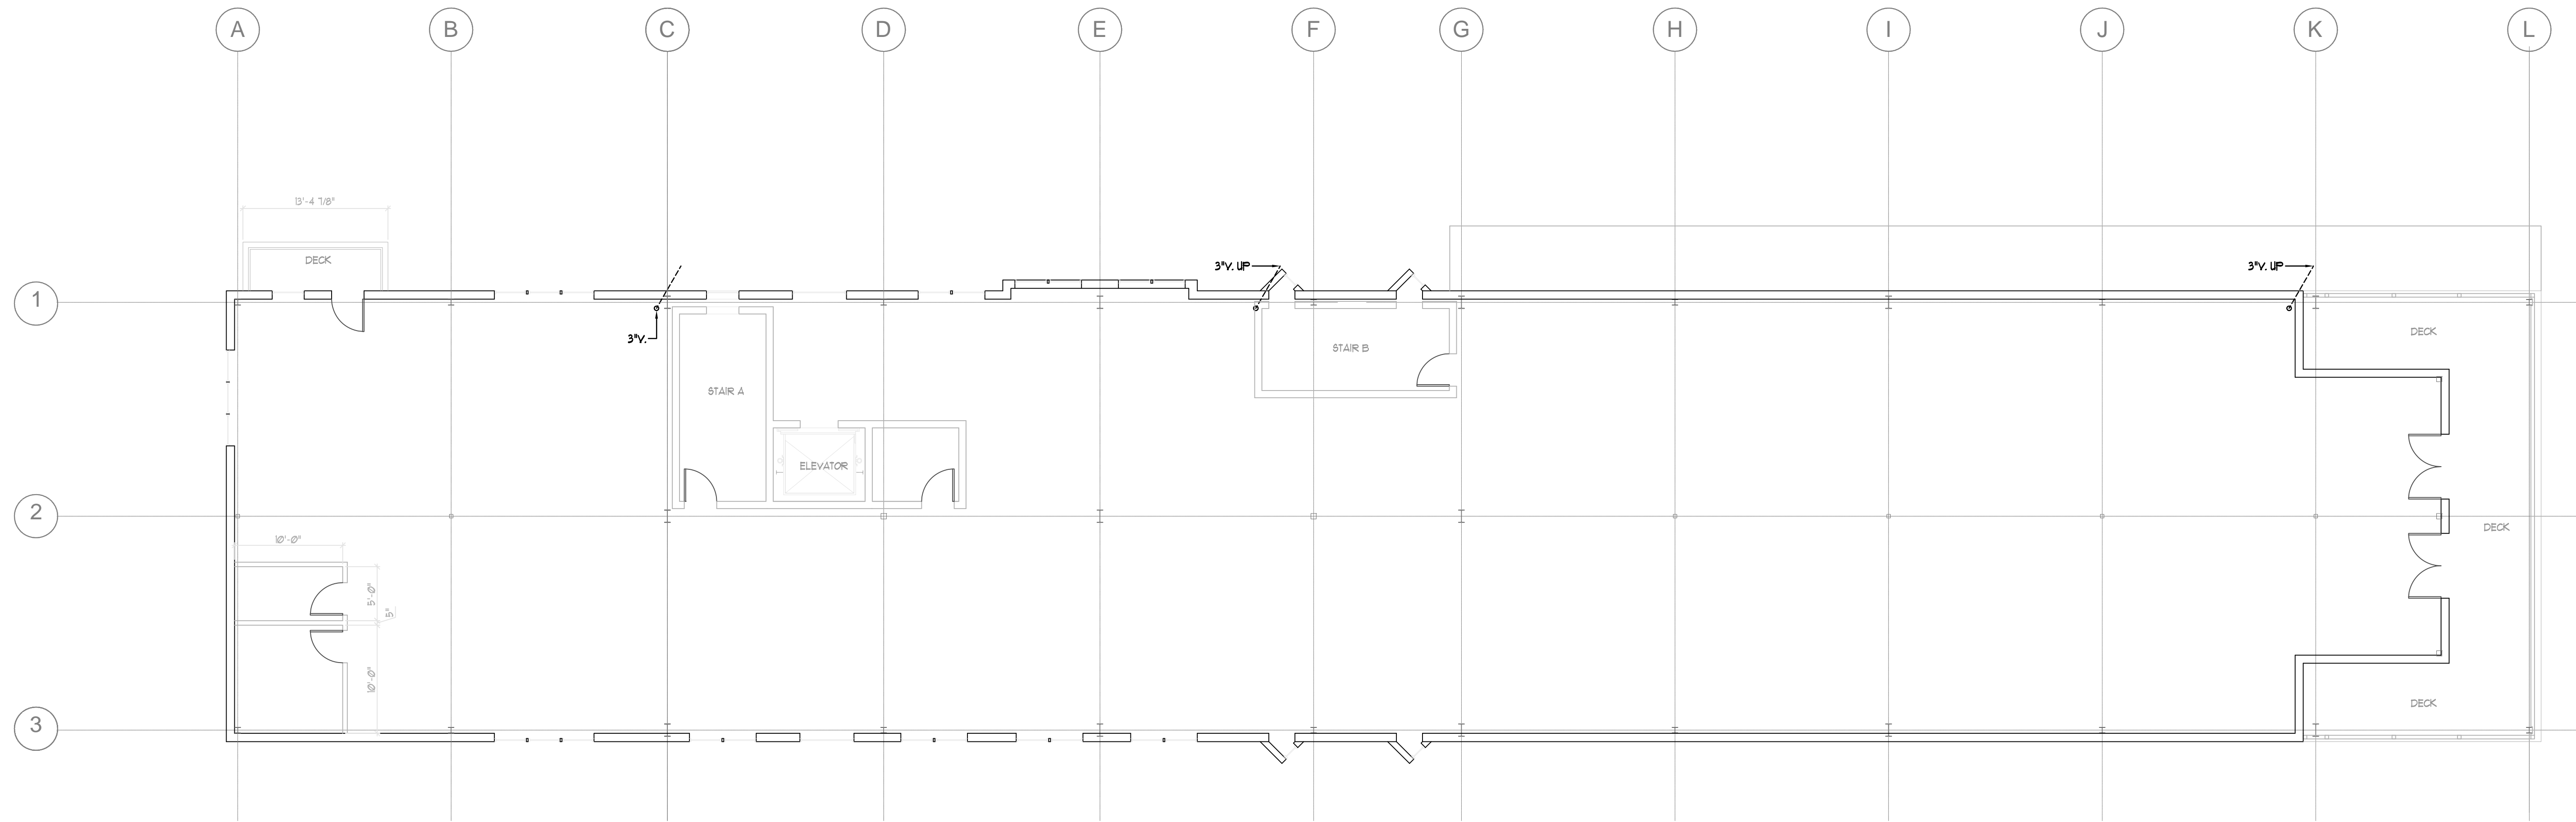 A B C D E F G H I J K L
13'-4 7/8"
DECK
1
3"V. UP
3"V. UP
3"V.
DECK
STAIR B
STAIR A
ELEVATOR
2
DECK
10'-0"
5'-0"
5"
10'-0"
DECK
3